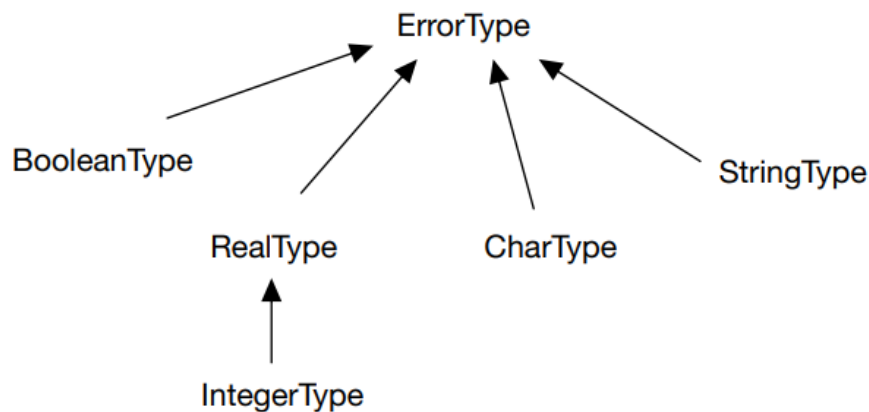 ErrorType
BooleanType
StringType
RealType
CharType
IntegerType